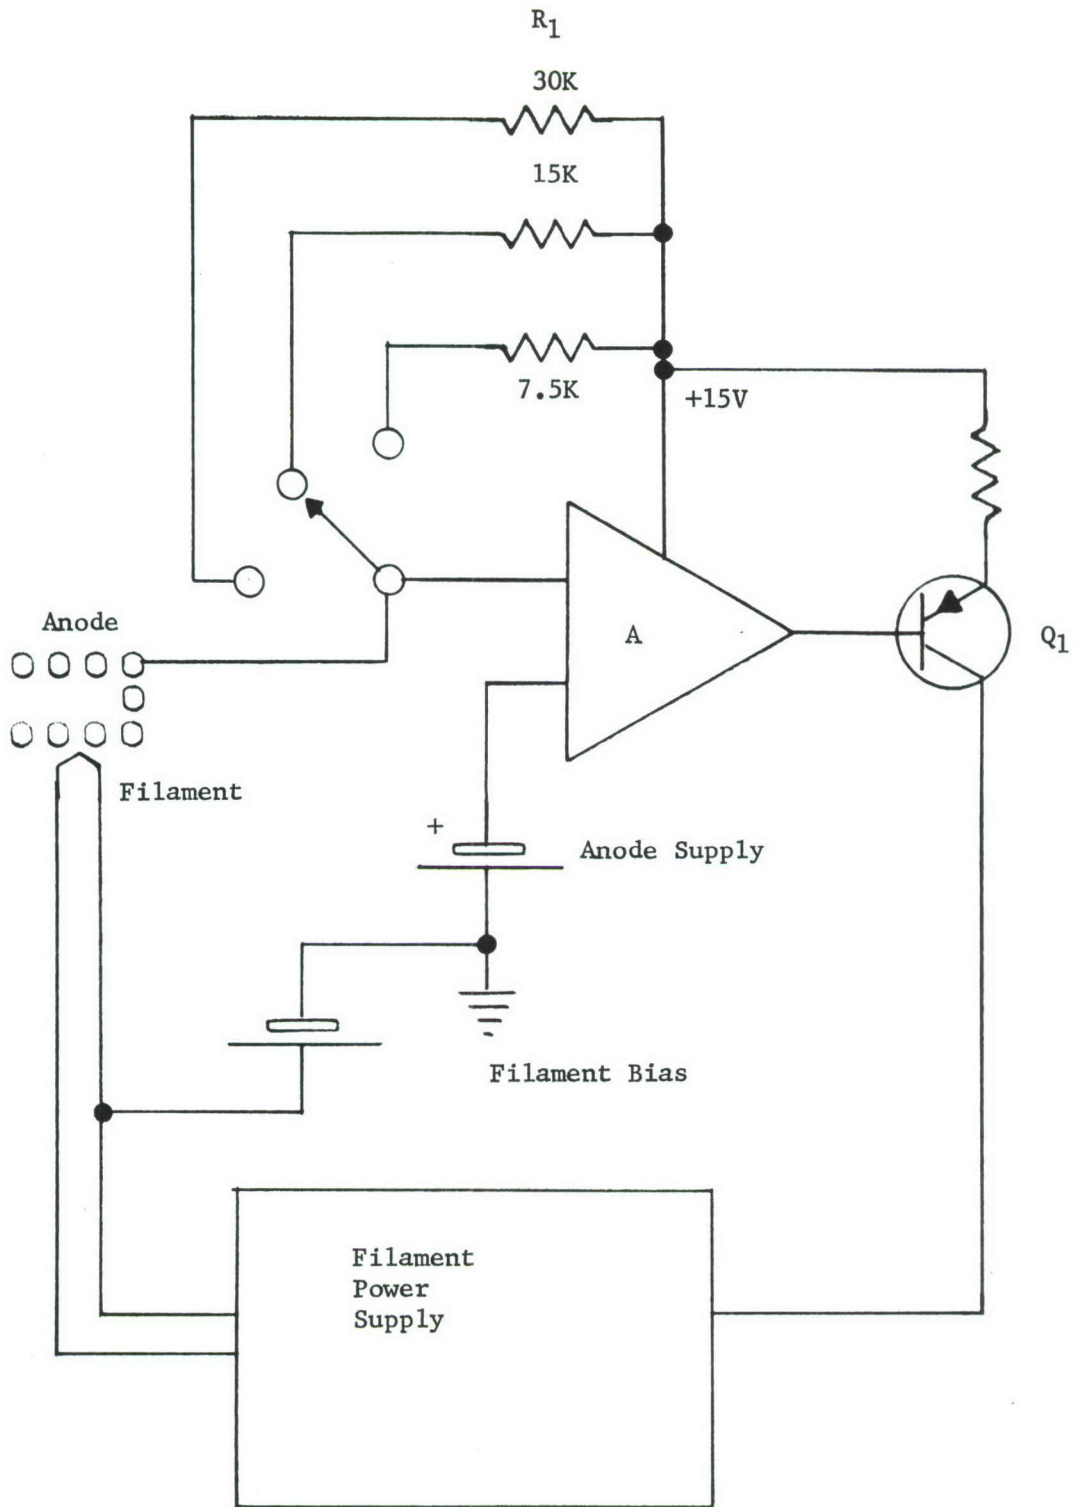 R1
30K
15K
7.5K
+15V
Anode
A
Q1
Filament
+
Anode Supply
Filament Bias
Filament
Power
Supply